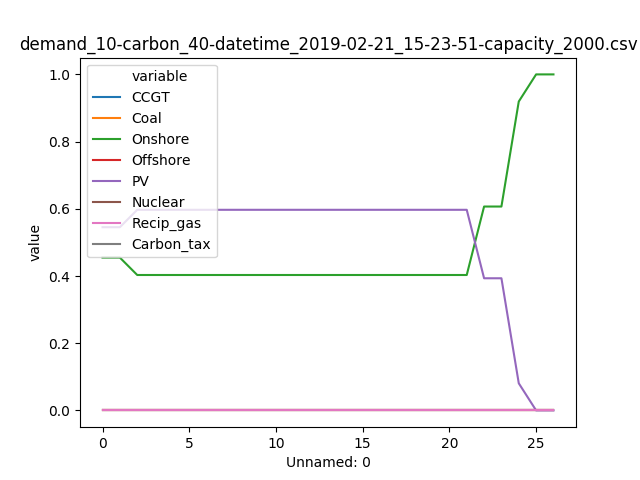 demand_10-carbon_40-datetime_2019-02-21_15-23-51-capacity_2000.csv
1.0
0.8
0.6
0.4
0.2
0.0
value
variable
CCGT
Coal
Onshore
Offshore
PV
Nuclear
Recip_gas
Carbon_tax
0 5 10 15 20 25
Unnamed: 0